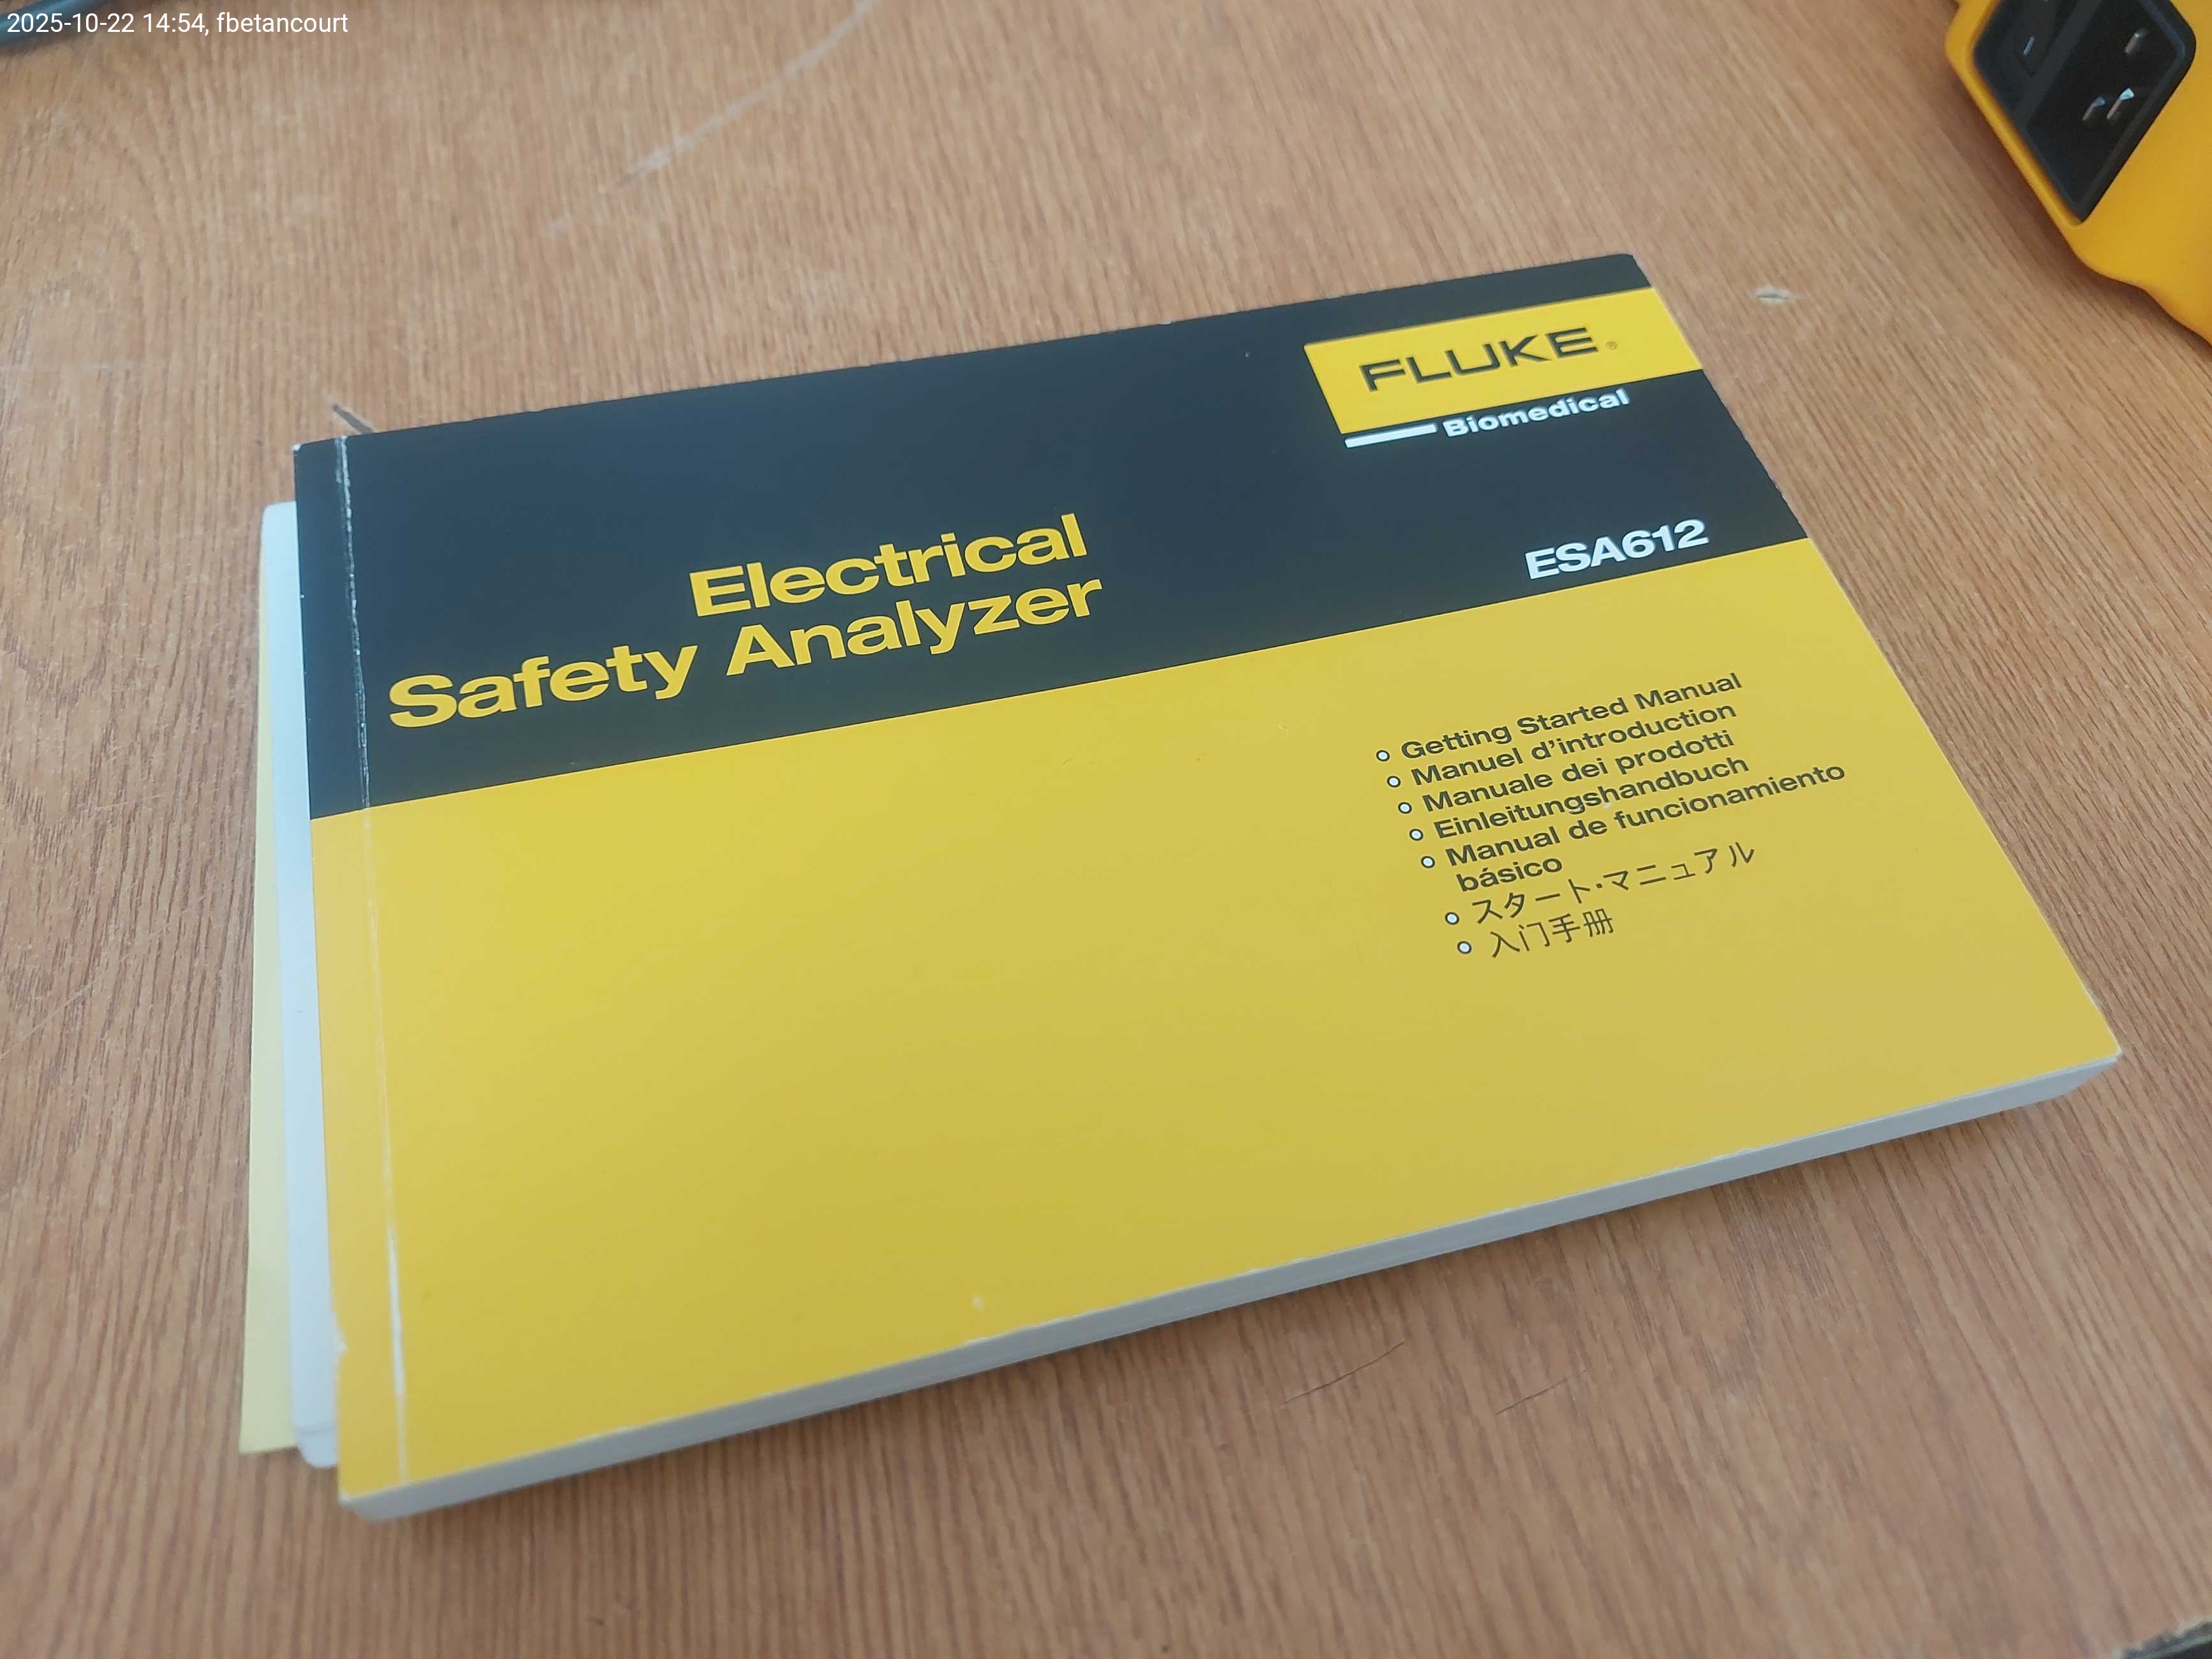 2025-10-22 14:54, fbetancourt
FLUKE®
Biomedical
ESA612
Electrical
Safety Analyzer
Getting Started Manual
Manuel d'introduction
Manuale dei prodotti
Einleitungshandbuch
Manual de funcionamiento
básico
スタート・マニュアル
入门手册